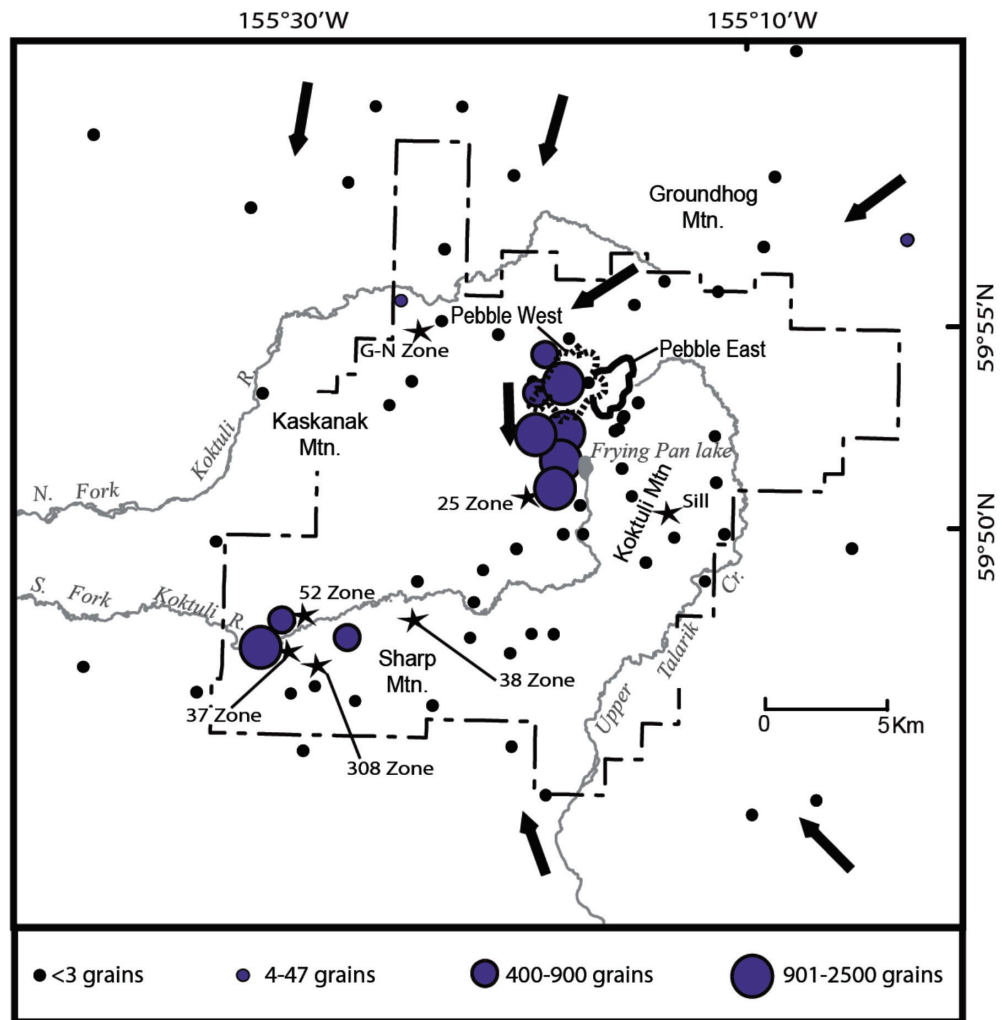 155°30'W
155°10'W
Groundhog
Mtn.
59°55'N
Pebble West
Pebble East
G-N Zone
N. Fork Koktuli R.
Kaskanak
Mtn.
Frying Pan lake
25 Zone
Koktuli Mtn
Sill
59°50'N
S. Fork Koktuli R.
52 Zone
Upper Talarik Cr.
Sharp
Mtn.
38 Zone
37 Zone
308 Zone
0 5Km
<3 grains 4-47 grains 400-900 grains 901-2500 grains